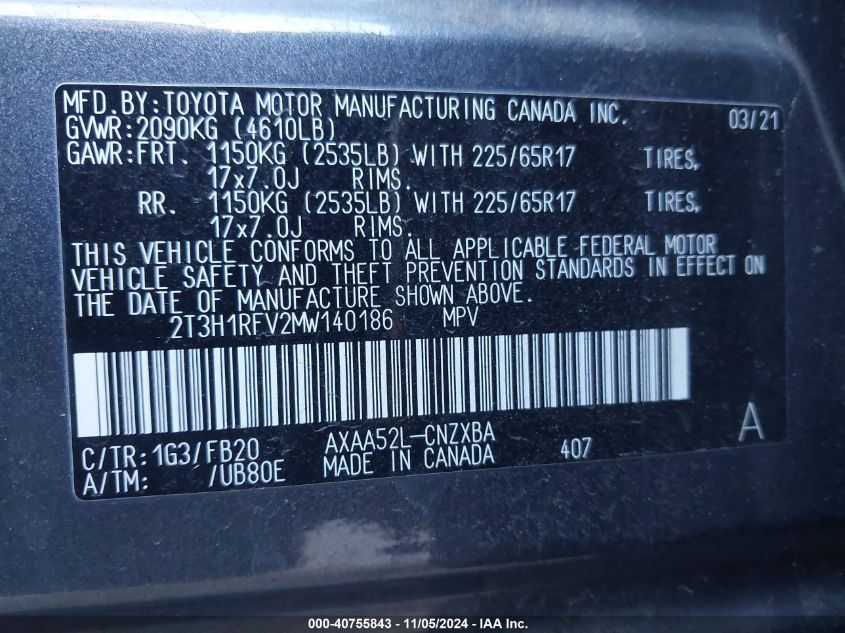 MFD.BY:TOYOTA MOTOR MANUFACTURING CANADA INC. 03/21
GVWR:2090KG (4610LB)
GAWR:FRT. 1150KG (2535LB) WITH 225/65R17 TIRES,
17x7.0J RIMS.
RR. 1150KG (2535LB) WITH 225/65R17 TIRES,
17x7.0J RIMS.
THIS VEHICLE CONFORMS TO ALL APPLICABLE FEDERAL MOTOR
VEHICLE SAFETY AND THEFT PREVENTION STANDARDS IN EFFECT ON
THE DATE OF MANUFACTURE SHOWN ABOVE.
2T3H1RFV2MW140186 MPV
C/TR:1G3/FB20 AXAA52L-CNZXBA 407 A
A/TM: /UB80E MADE IN CANADA
000-40755843 - 11/05/2024 - IAA Inc.